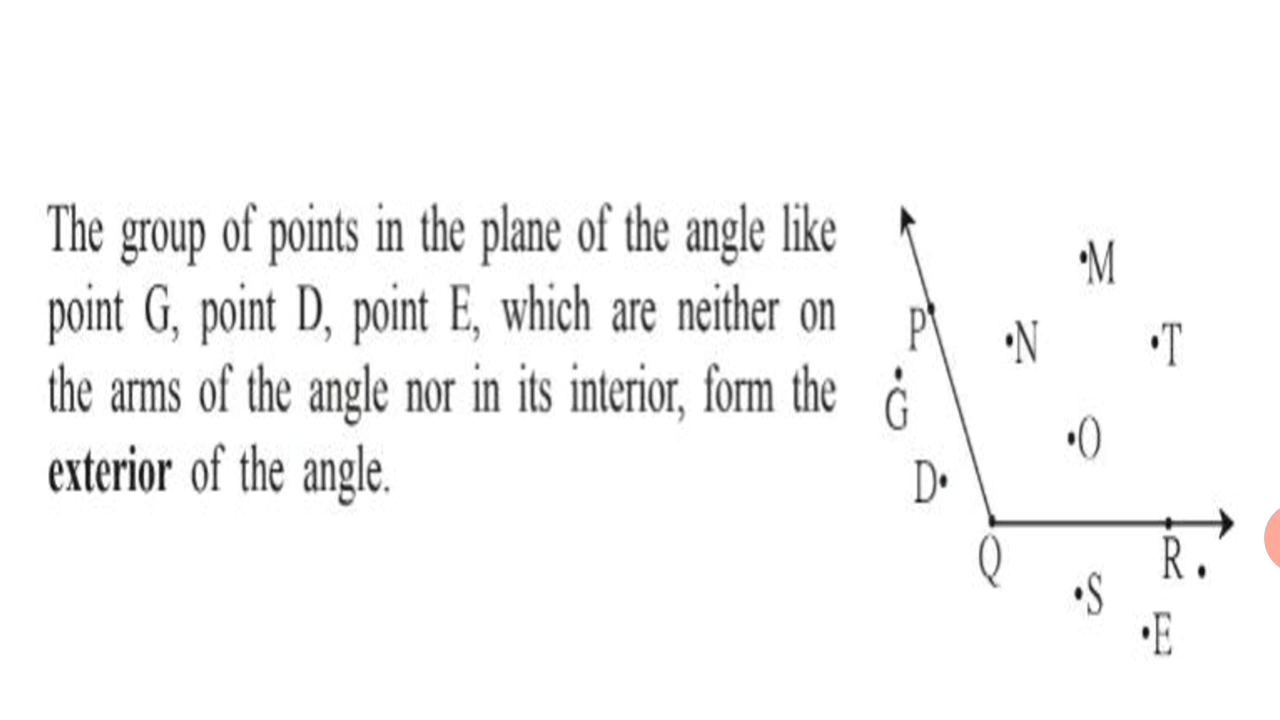 The group of points in the plane of the angle like
point G, point D, point E, which are neither on
the arms of the angle nor in its interior, form the
exterior of the angle.
M
P
N
T
G
O
D
Q
R
S
E